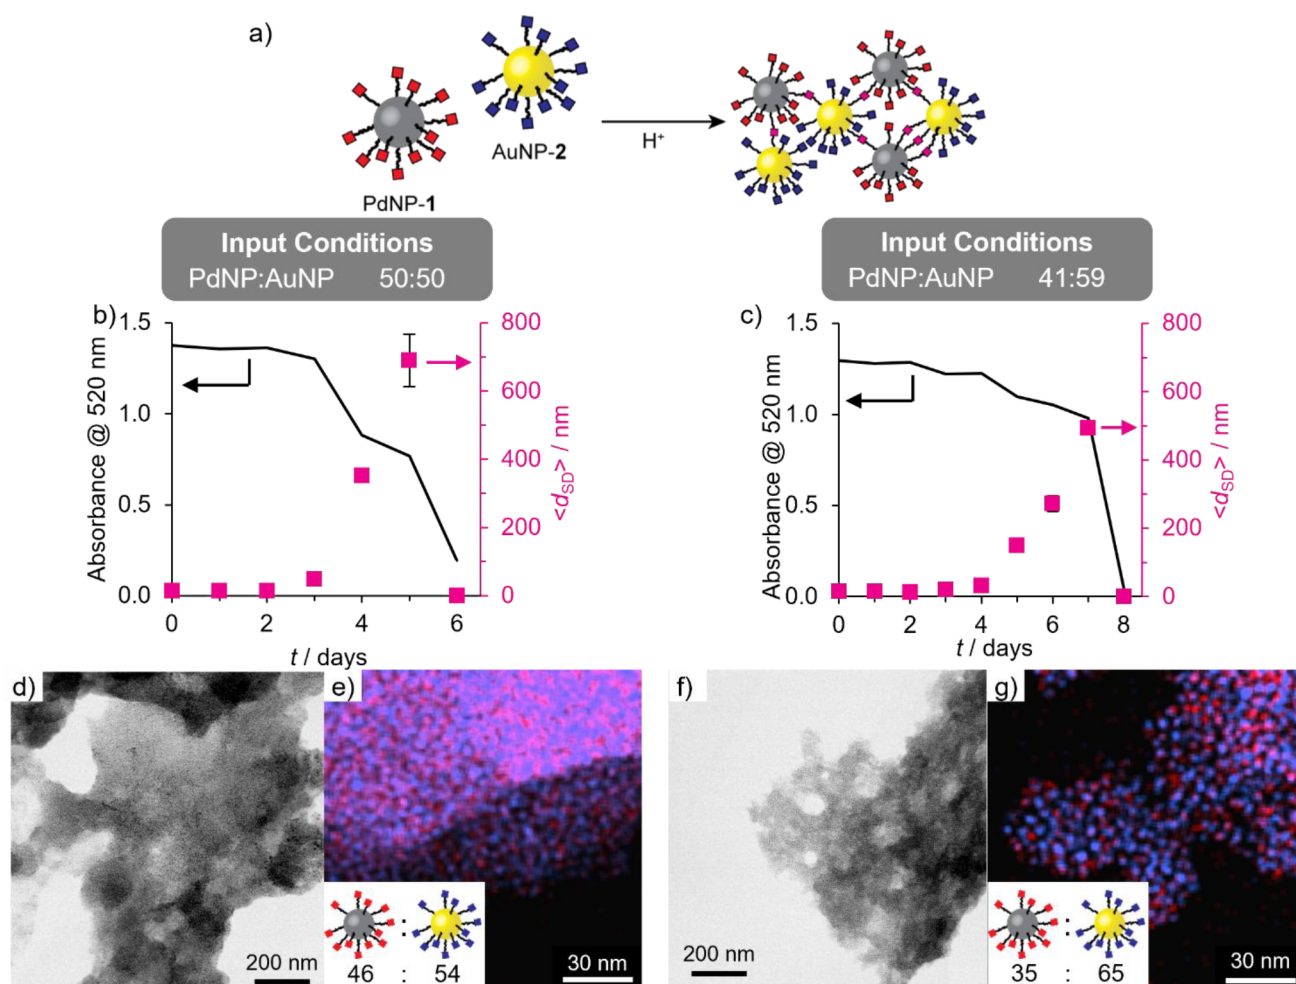 a)
H⁺
AuNP-2
PdNP-1
Input Conditions
PdNP:AuNP 50:50
Input Conditions
PdNP:AuNP 41:59
b)
1.5
1.0
0.5
0.0
Absorbance @ 520 nm
800
600
400
200
0
<d_SD> / nm
0 2 4 6
t / days
c)
1.5
1.0
0.5
0.0
Absorbance @ 520 nm
800
600
400
200
0
<d_SD> / nm
0 2 4 6 8
t / days
d)
200 nm
e)
:
46 : 54
30 nm
f)
200 nm
g)
:
35 : 65
30 nm